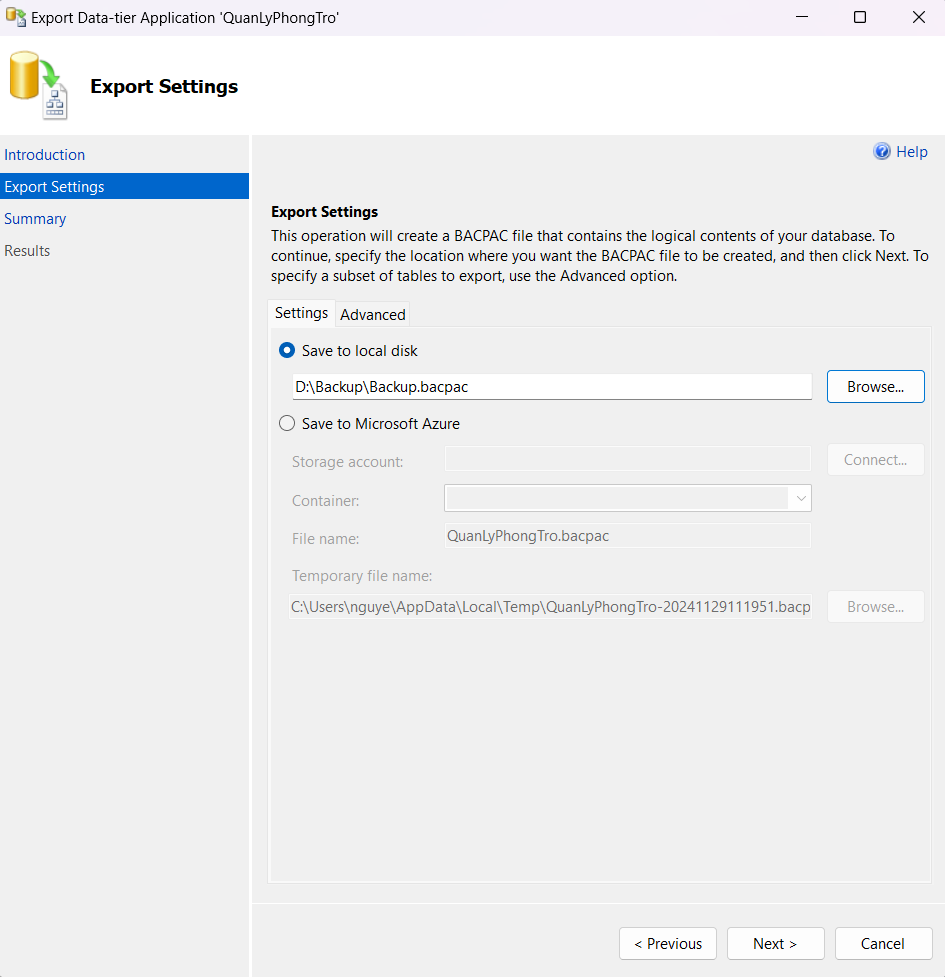 Export Data-tier Application 'QuanLyPhongTro'
Export Settings
Introduction
Export Settings
Summary
Results
Help
Export Settings
This operation will create a BACPAC file that contains the logical contents of your database. To
continue, specify the location where you want the BACPAC file to be created, and then click Next. To
specify a subset of tables to export, use the Advanced option.
Settings
Advanced
Save to local disk
D:\Backup\Backup.bacpac
Browse...
Save to Microsoft Azure
Storage account:
Connect...
Container:
File name:
QuanLyPhongTro.bacpac
Temporary file name:
C:\Users\nguye\AppData\Local\Temp\QuanLyPhongTro-20241129111951.bacp
Browse...
< Previous
Next >
Cancel